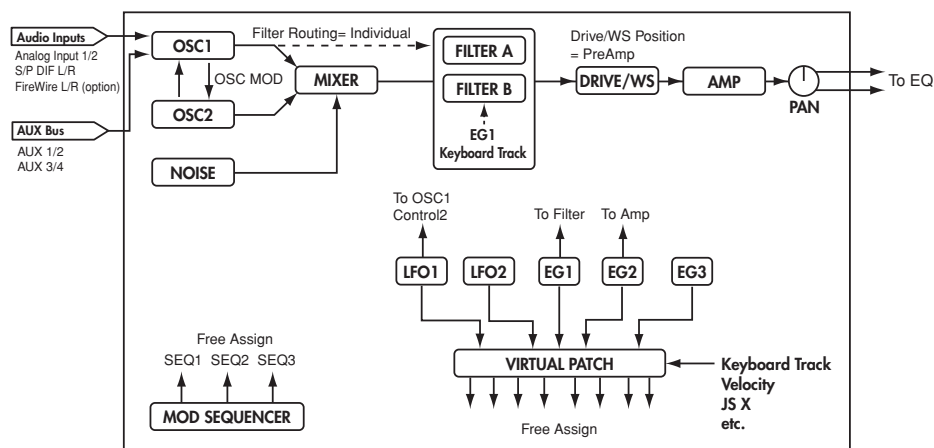 Audio Inputs
Analog Input 1/2
S/P DIF L/R
FireWire L/R (option)
AUX Bus
AUX 1/2
AUX 3/4
OSC1
OSC MOD
OSC2
NOISE
Filter Routing= Individual
MIXER
FILTER A
FILTER B
EG1
Keyboard Track
Drive/WS Position
= PreAmp
DRIVE/WS
AMP
PAN
To EQ
To OSC1
Control2
To Filter
To Amp
LFO1
LFO2
EG1
EG2
EG3
VIRTUAL PATCH
Keyboard Track
Velocity
JS X
etc.
Free Assign
Free Assign
SEQ1
SEQ2
SEQ3
MOD SEQUENCER